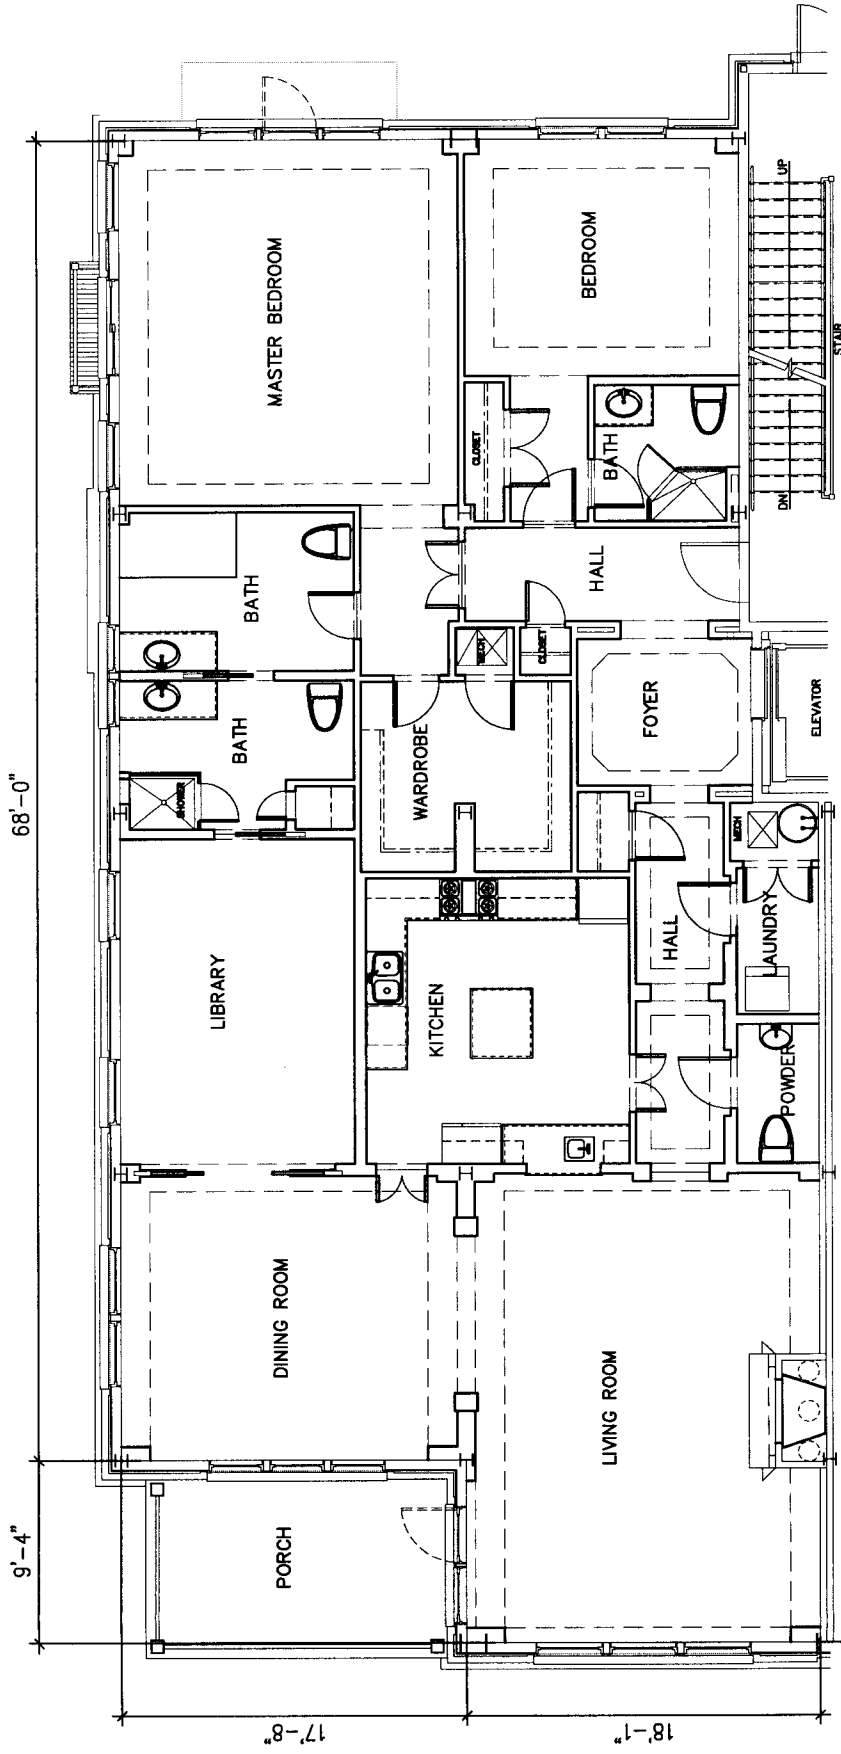 68'-0"
9'-4"
17'-8"
18'-1"
MASTER BEDROOM
BEDROOM
UP
STAIR
DN
CLOSET
BATH
BATH
HALL
MECH
CLOSET
BATH
SHOWER
WARDROBE
FOYER
ELEVATOR
MECH
LIBRARY
KITCHEN
HALL
LAUNDRY
POWDER
DINING ROOM
LIVING ROOM
PORCH